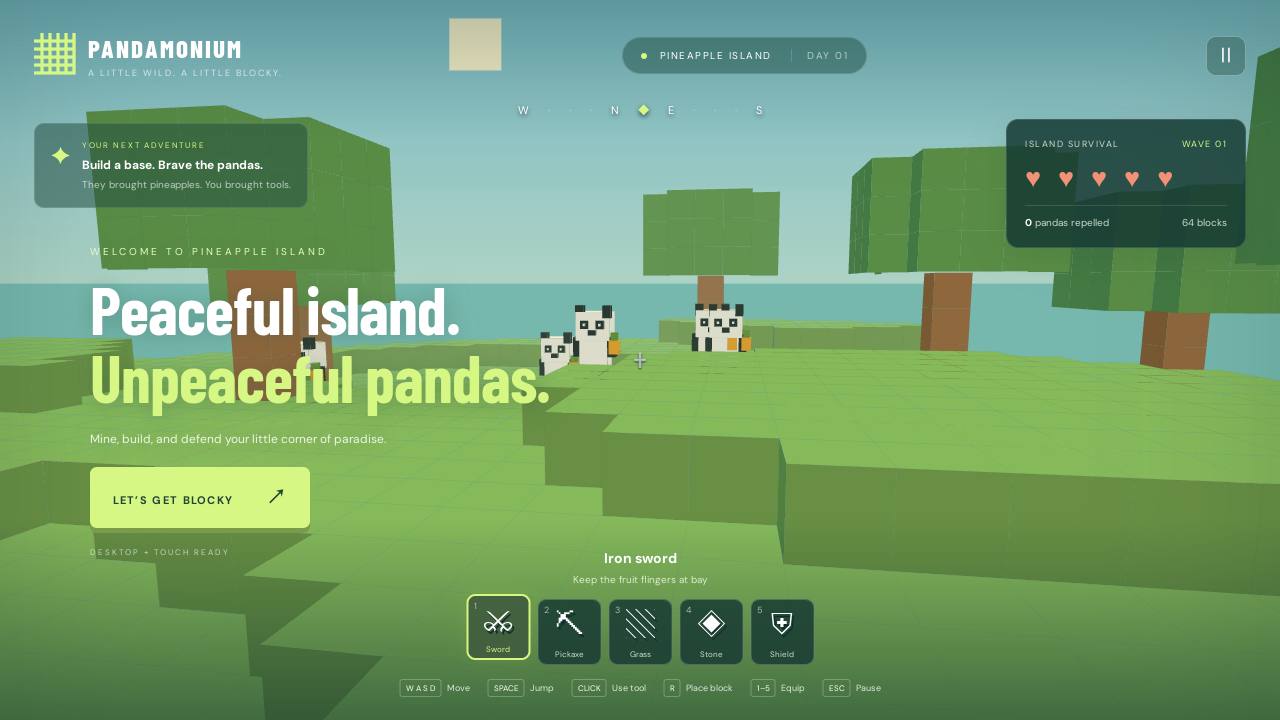 PANDAMONIUM
A LITTLE WILD. A LITTLE BLOCKY.
PINEAPPLE ISLAND
DAY 01
W · · · N E · · · S
YOUR NEXT ADVENTURE
Build a base. Brave the pandas.
They brought pineapples. You brought tools.
ISLAND SURVIVAL
WAVE 01
0 pandas repelled
64 blocks
WELCOME TO PINEAPPLE ISLAND
Peaceful island.
Unpeaceful pandas.
Mine, build, and defend your little corner of paradise.
LET'S GET BLOCKY
DESKTOP + TOUCH READY
Iron sword
Keep the fruit flingers at bay
1 Sword
2 Pickaxe
3 Grass
4 Stone
5 Shield
W A S D Move
SPACE Jump
CLICK Use tool
R Place block
1–5 Equip
ESC Pause